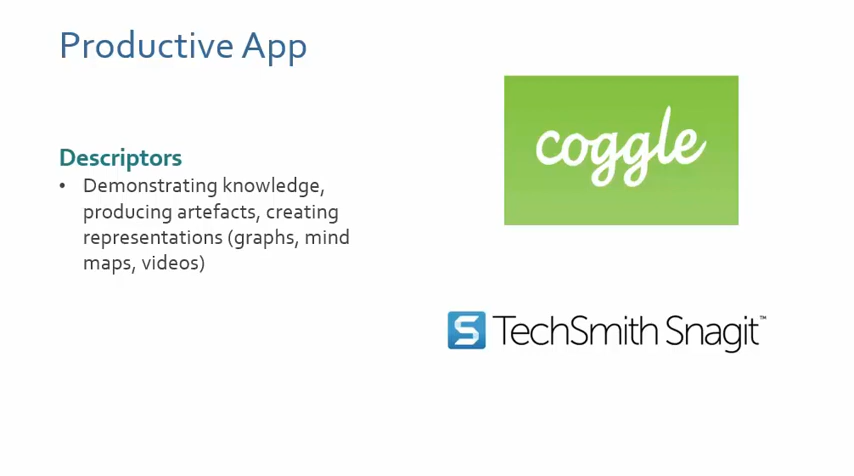 Productive App
Descriptors
• Demonstrating knowledge,
producing artefacts, creating
representations (graphs, mind
maps, videos)
coggle
S TechSmith Snagit™